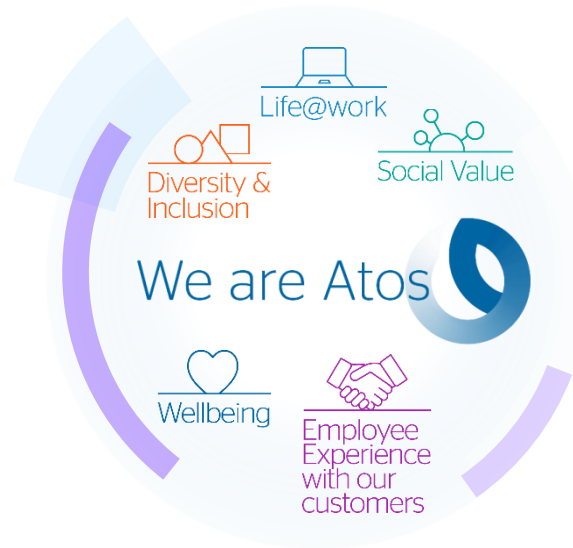 Life@work
Social Value
Diversity &
Inclusion
We are Atos
Wellbeing
Employee
Experience
with our
customers